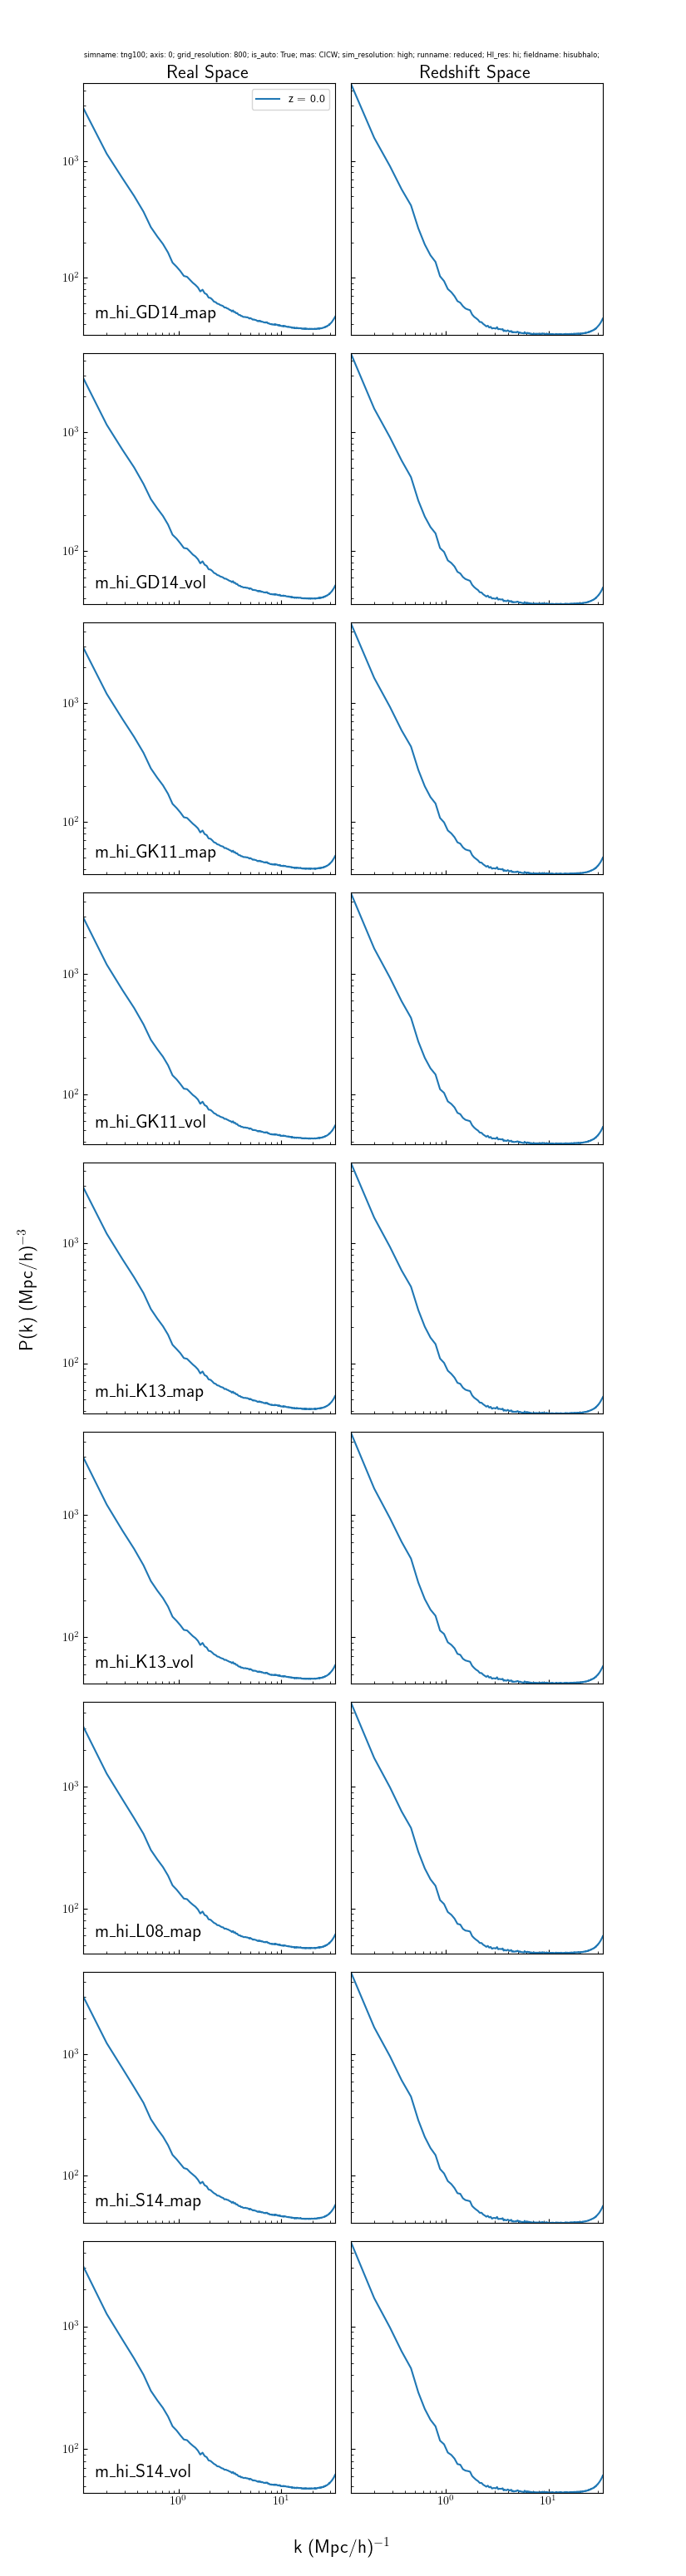 simname: tng100; axis: 0; grid_resolution: 800; is_auto: True; mas: CICW; sim_resolution: high; runname: reduced; HI_res: hi; fieldname: hisubhalo;
Real Space
Redshift Space
z = 0.0
10³
10²
m_hi_GD14_map
10³
10²
m_hi_GD14_vol
10³
10²
m_hi_GK11_map
10³
10²
m_hi_GK11_vol
10³
10²
m_hi_K13_map
10³
10²
m_hi_K13_vol
10³
10²
m_hi_L08_map
10³
10²
m_hi_S14_map
10³
10²
m_hi_S14_vol
10⁰ 10¹
10⁰ 10¹
P(k) (Mpc/h)⁻³
k (Mpc/h)⁻¹